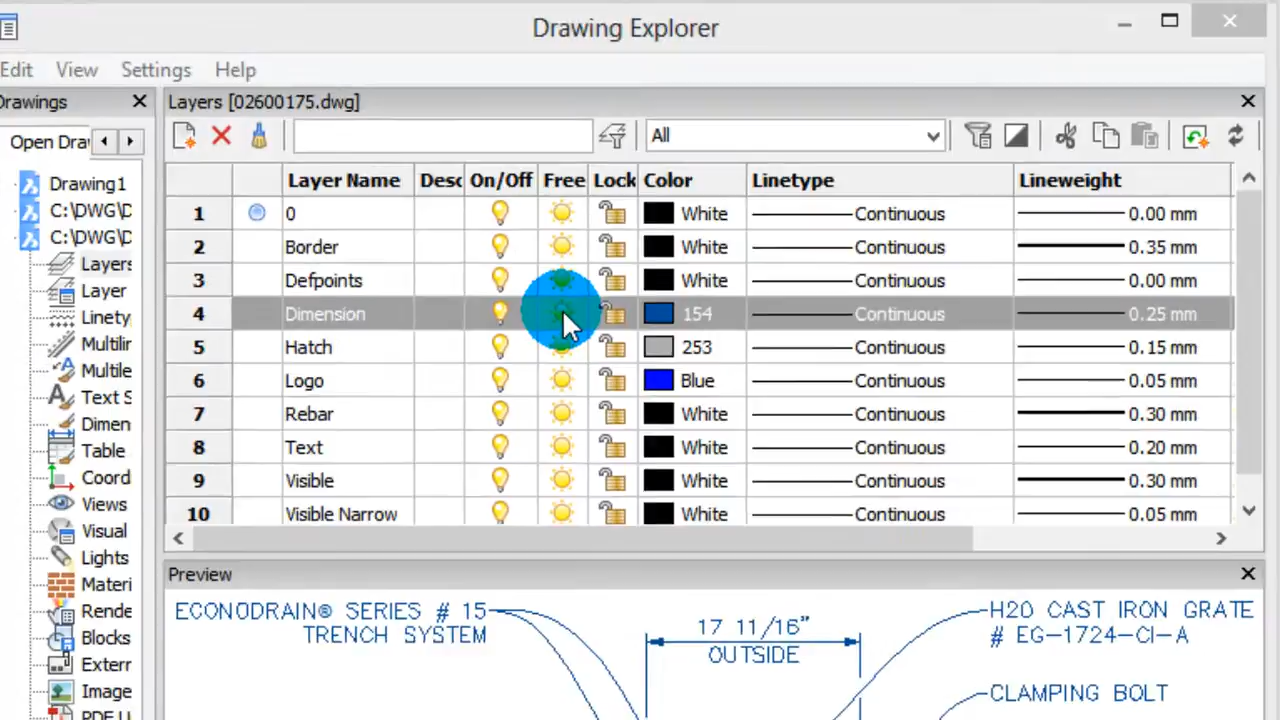 Drawing Explorer
Edit View Settings Help
Drawings
Open Dra
Drawing1
C:\DWG\D
C:\DWG\D
Layers
Layer
Linety
Multilin
Multile
Text S
Dimen
Table
Coord
Views
Visual
Lights
Materi
Rende
Blocks
Extern
Image
PDF U
Layers [02600175.dwg]
All
Layer Name Desc On/Off Free Lock Color Linetype Lineweight
1 0 White Continuous 0.00 mm
2 Border White Continuous 0.35 mm
3 Defpoints White Continuous 0.00 mm
4 Dimension 154 Continuous 0.25 mm
5 Hatch 253 Continuous 0.15 mm
6 Logo Blue Continuous 0.05 mm
7 Rebar White Continuous 0.30 mm
8 Text White Continuous 0.20 mm
9 Visible White Continuous 0.30 mm
10 Visible Narrow White Continuous 0.05 mm
Preview
ECONODRAIN® SERIES # 15
TRENCH SYSTEM
17 11/16"
OUTSIDE
H20 CAST IRON GRATE
# EG-1724-CI-A
CLAMPING BOLT